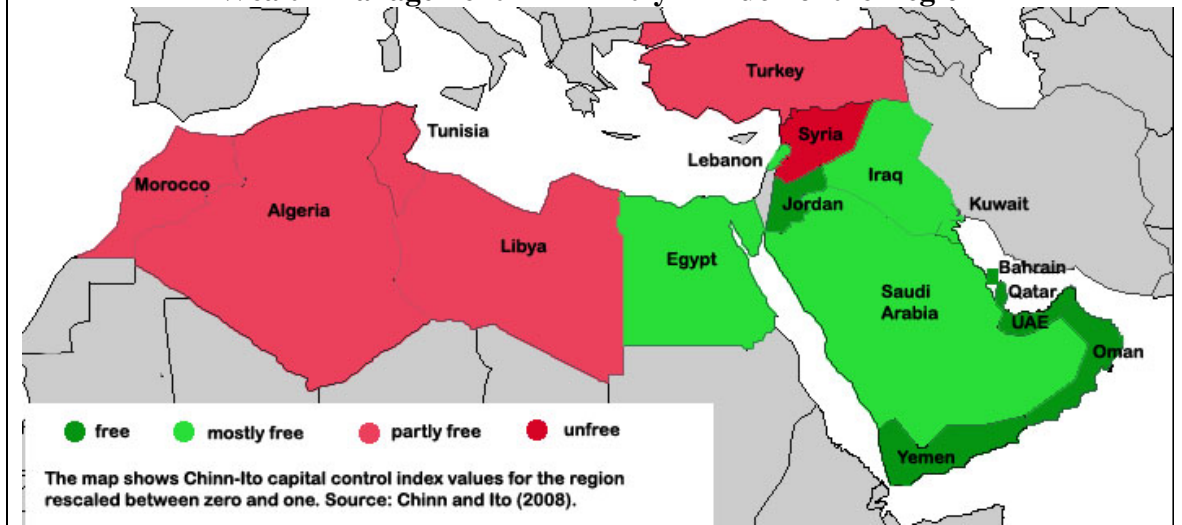 Turkey
Tunisia
Syria
Lebanon
Morocco
Iraq
Algeria
Jordan
Kuwait
Libya
Egypt
Bahrain
Saudi
Arabia
Qatar
UAE
Oman
free
mostly free
partly free
unfree
Yemen
The map shows Chinn-Ito capital control index values for the region
rescaled between zero and one. Source: Chinn and Ito (2008).